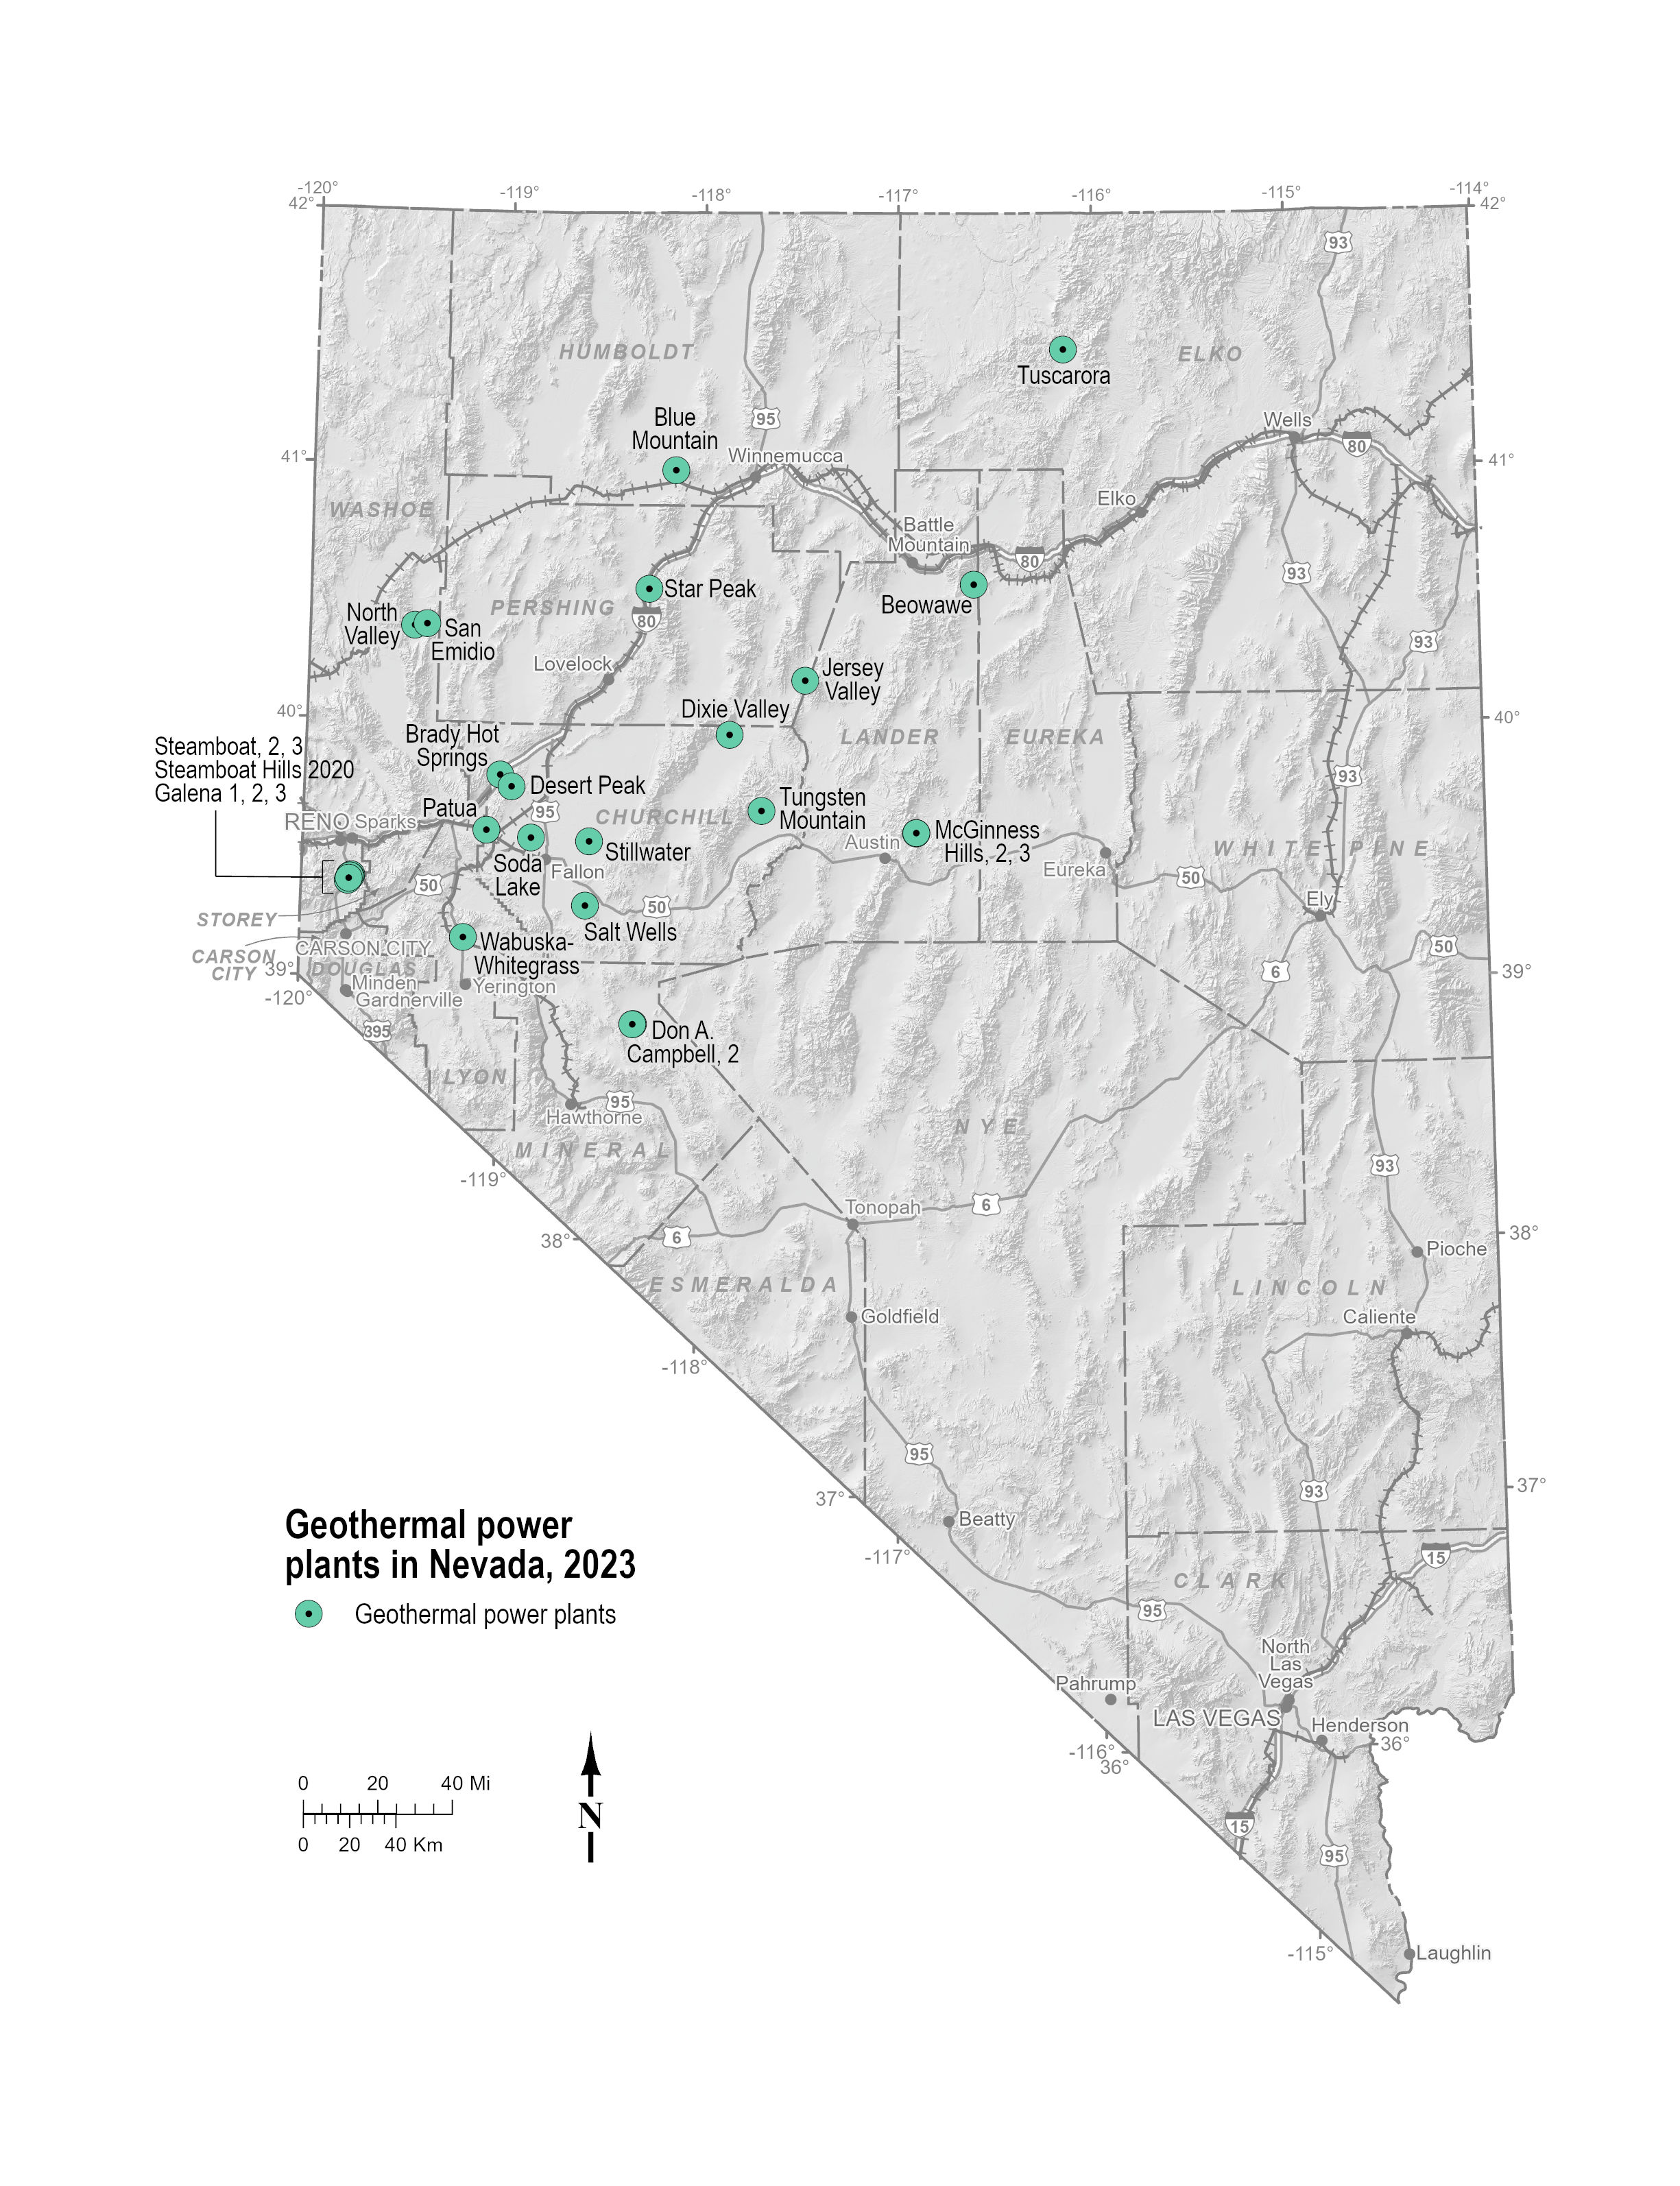 -120°
-119°
-118°
-117°
-116°
-115°
-114°
42°
42°
93
HUMBOLDT
ELKO
Tuscarora
Blue
Mountain
95
Winnemucca
Wells
80
41°
41°
WASHOE
Elko
Battle
Mountain
80
93
Star Peak
Beowawe
PERSHING
80
North
Valley
San
Emidio
93
Lovelock
Jersey
Valley
Dixie Valley
40°
40°
Brady Hot
Springs
LANDER
EUREKA
Steamboat, 2, 3
Steamboat Hills 2020
Galena 1, 2, 3
Desert Peak
93
Patua
95
CHURCHILL
Tungsten
Mountain
RENO
Sparks
Austin
McGinness
Hills, 2, 3
WHITE PINE
Stillwater
Soda
Lake
Fallon
Eureka
50
50
50
Ely
STOREY
Salt Wells
CARSON CITY
Wabuska-
Whitegrass
50
CARSON
CITY
39°
DOUGLAS
6
39°
-120°
Minden
Gardnerville
Yerington
395
Don A.
Campbell, 2
LYON
95
Hawthorne
NYE
MINERAL
93
-119°
Tonopah
6
38°
6
38°
Pioche
ESMERALDA
LINCOLN
Goldfield
Caliente
-118°
95
37°
93
37°
Geothermal power
plants in Nevada, 2023
Beatty
-117°
15
CLARK
Geothermal power plants
95
North
Las
Vegas
Pahrump
LAS VEGAS
Henderson
36°
-116°
36°
0 20 40 Mi
N
0 20 40 Km
15
95
-115°
Laughlin